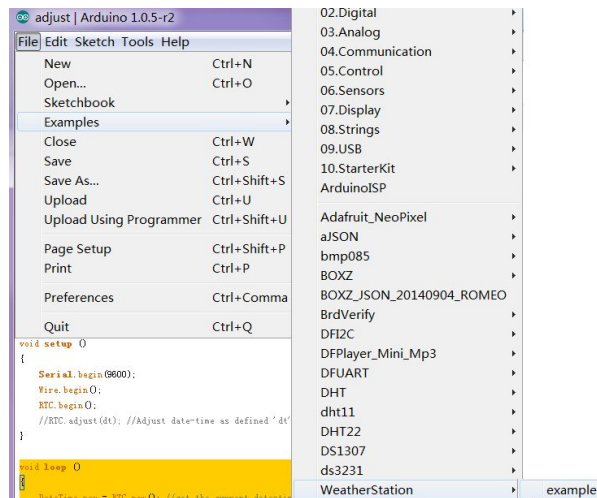 adjust | Arduino 1.0.5-r2
File Edit Sketch Tools Help
New Ctrl+N
Open... Ctrl+O
Sketchbook
Examples
Close Ctrl+W
Save Ctrl+S
Save As... Ctrl+Shift+S
Upload Ctrl+U
Upload Using Programmer Ctrl+Shift+U
Page Setup Ctrl+Shift+P
Print Ctrl+P
Preferences Ctrl+Comma
Quit Ctrl+Q
void setup ()
{
Serial.begin(9600);
Wire.begin();
RTC.begin();
//RTC.adjust(dt); //Adjust date-time as defined 'dt'
}
void loop ()
{
02.Digital
03.Analog
04.Communication
05.Control
06.Sensors
07.Display
08.Strings
09.USB
10.StarterKit
ArduinoISP
Adafruit_NeoPixel
aJSON
bmp085
BOXZ
BOXZ_JSON_20140904_ROMEO
BrdVerify
DFI2C
DFPlayer_Mini_Mp3
DFUART
DHT
dht11
DHT22
DS1307
ds3231
WeatherStation
example